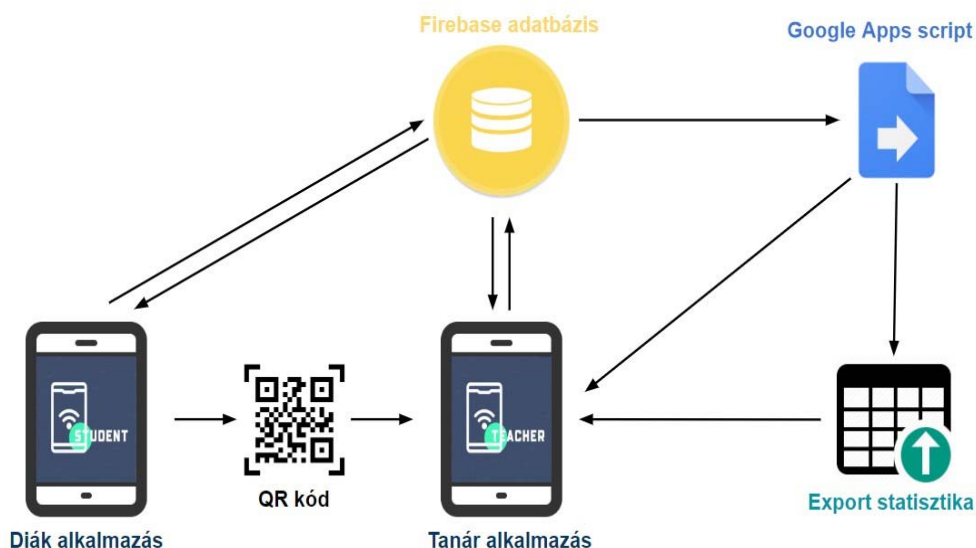 Firebase adatbázis
Google Apps script
STUDENT
TEACHER
QR kód
Export statisztika
Diák alkalmazás
Tanár alkalmazás